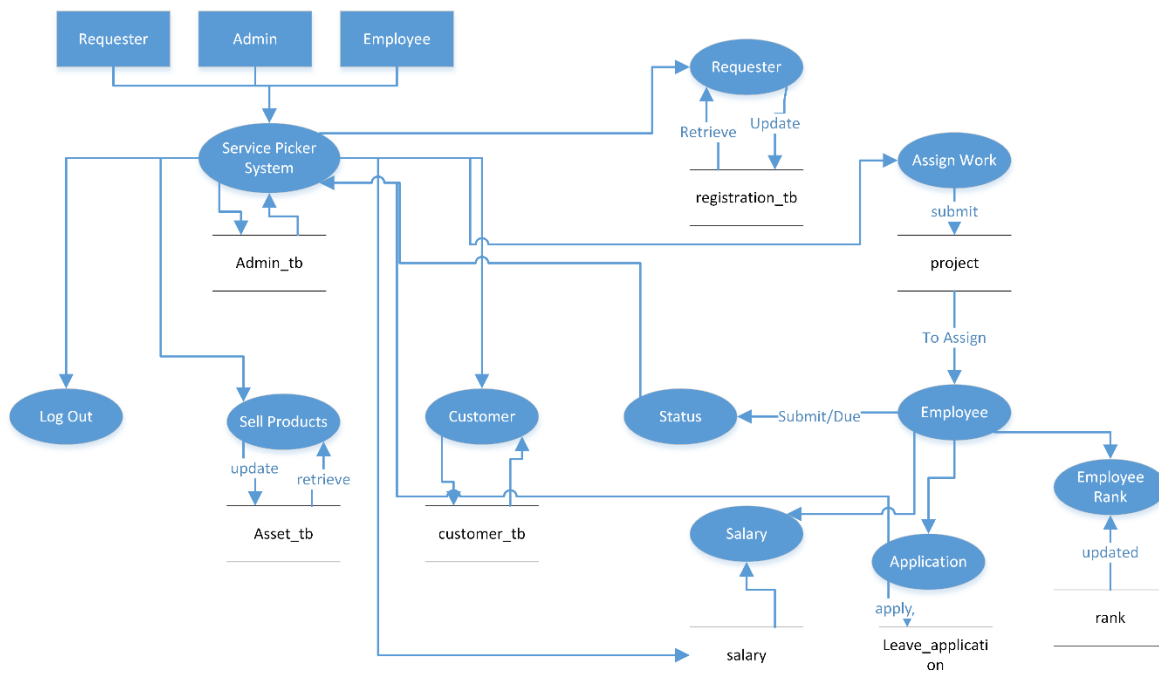 Requester
Admin
Employee
Requester
Retrieve
Update
registration_tb
Service Picker
System
Admin_tb
Assign Work
submit
project
To Assign
Log Out
Sell Products
update
retrieve
Asset_tb
Customer
customer_tb
Status
Submit/Due
Employee
Employee
Rank
updated
rank
Salary
salary
Application
apply,
Leave_applicati
on